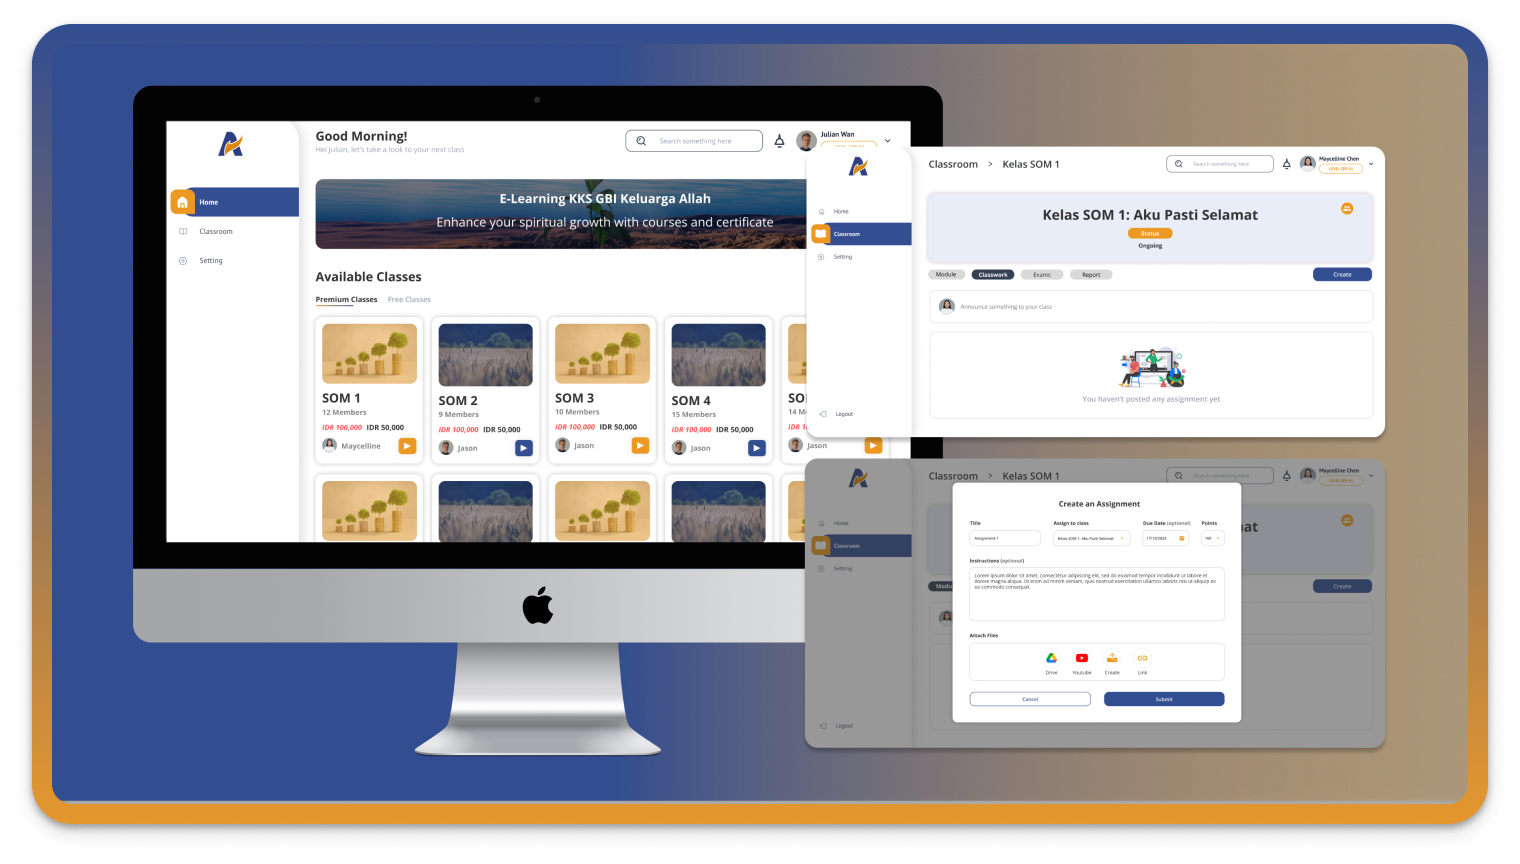 Good Morning!
Hei Julian, let's take a look to your next class
Search something here
Julian Wan
Home
Classroom
Setting
E-Learning KKS GBI Keluarga Allah
Enhance your spiritual growth with courses and certificate
Available Classes
Premium Classes Free Classes
SOM 1
12 Members
IDR 100,000 IDR 50,000
Maycelline
SOM 2
9 Members
IDR 100,000 IDR 50,000
Jason
SOM 3
10 Members
IDR 100,000 IDR 50,000
Jason
SOM 4
15 Members
IDR 100,000 IDR 50,000
Jason
SO
14 M
IDR 1
Jason
Classroom > Kelas SOM 1
Search something here
Maycelline Chen
LEVEL SPR 01
Home
Classroom
Setting
Logout
Kelas SOM 1: Aku Pasti Selamat
Status
Ongoing
Module Classwork Exams Report
Create
Announce something to your class
You haven't posted any assignment yet
Classroom > Kelas SOM 1
Search something here
Maycelline Chen
LEVEL SPR 01
Home
Classroom
Setting
Logout
at
Modu
Create
Create an Assignment
Title
Assignment 1
Assign to class
Kelas SOM 1: Aku Pasti Selamat
Due Date (optional)
17/10/2023
Points
100
Instructions (optional)
Lorem ipsum dolor sit amet, consectetur adipiscing elit, sed do eiusmod tempor incididunt ut labore et
dolore magna aliqua. Ut enim ad minim veniam, quis nostrud exercitation ullamco laboris nisi ut aliquip ex
ea commodo consequat.
Attach Files
Drive Youtube Create Link
Cancel
Submit